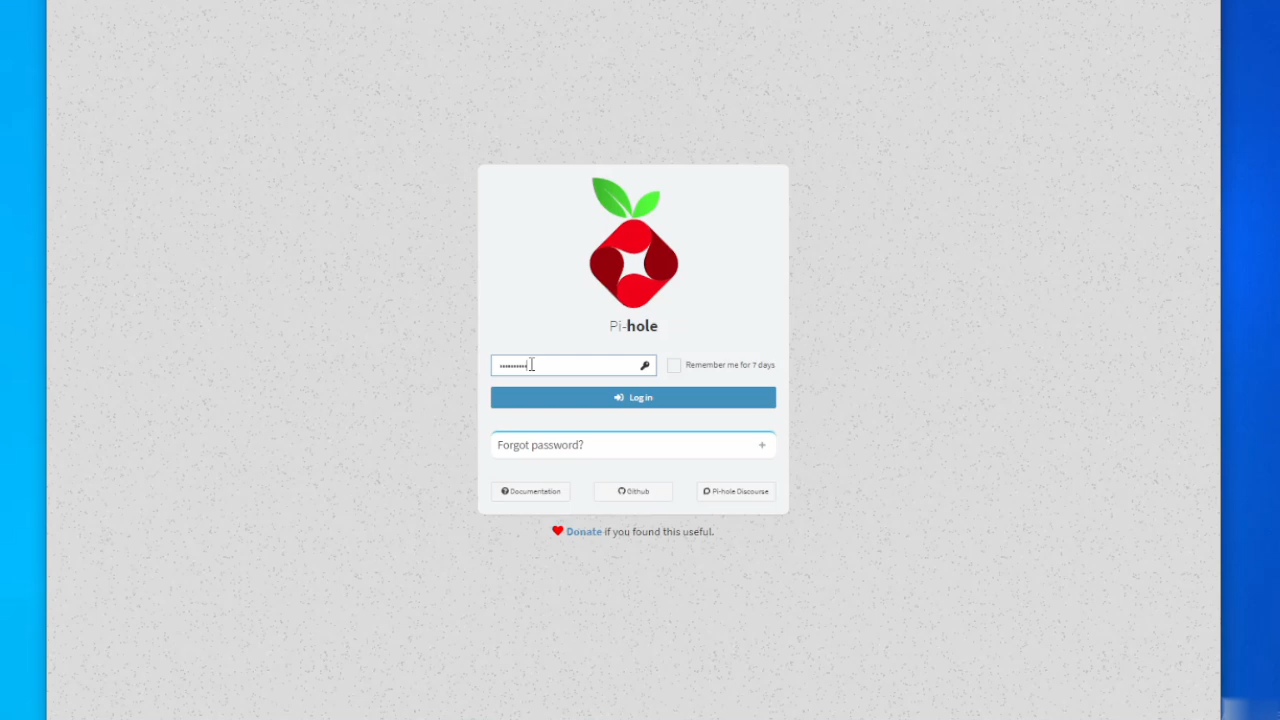 Pi-hole
Remember me for 7 days
Log in
Forgot password?
Documentation
Github
Pi-hole Discourse
Donate if you found this useful.